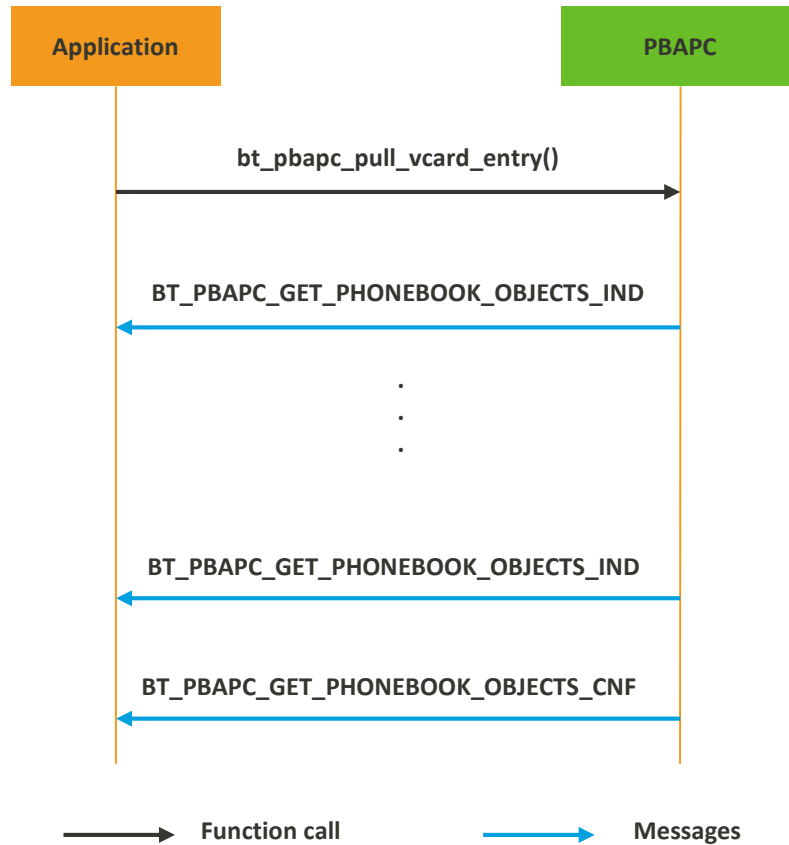 Application
PBAPC
bt_pbapc_pull_vcard_entry()
BT_PBAPC_GET_PHONEBOOK_OBJECTS_IND
.
.
.
BT_PBAPC_GET_PHONEBOOK_OBJECTS_IND
BT_PBAPC_GET_PHONEBOOK_OBJECTS_CNF
Function call
Messages